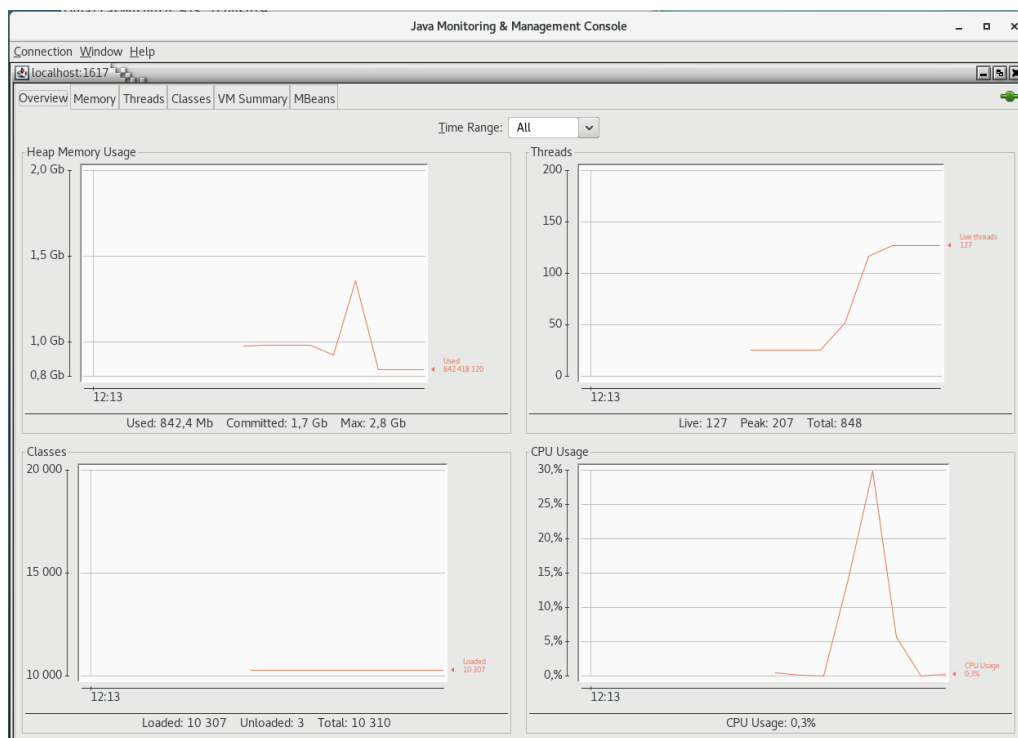 Java Monitoring & Management Console
Connection Window Help
localhost:1617
Overview Memory Threads Classes VM Summary MBeans
Time Range: All
Heap Memory Usage
2,0 Gb
1,5 Gb
1,0 Gb
0,8 Gb
Used
842 418 120
12:13
Used: 842,4 Mb Committed: 1,7 Gb Max: 2,8 Gb
Threads
200
150
100
50
0
Live threads
127
12:13
Live: 127 Peak: 207 Total: 848
Classes
20 000
15 000
10 000
Loaded
10 307
12:13
Loaded: 10 307 Unloaded: 3 Total: 10 310
CPU Usage
30,%
25,%
20,%
15,%
10,%
5,%
0,%
CPU Usage
0,3%
12:13
CPU Usage: 0,3%